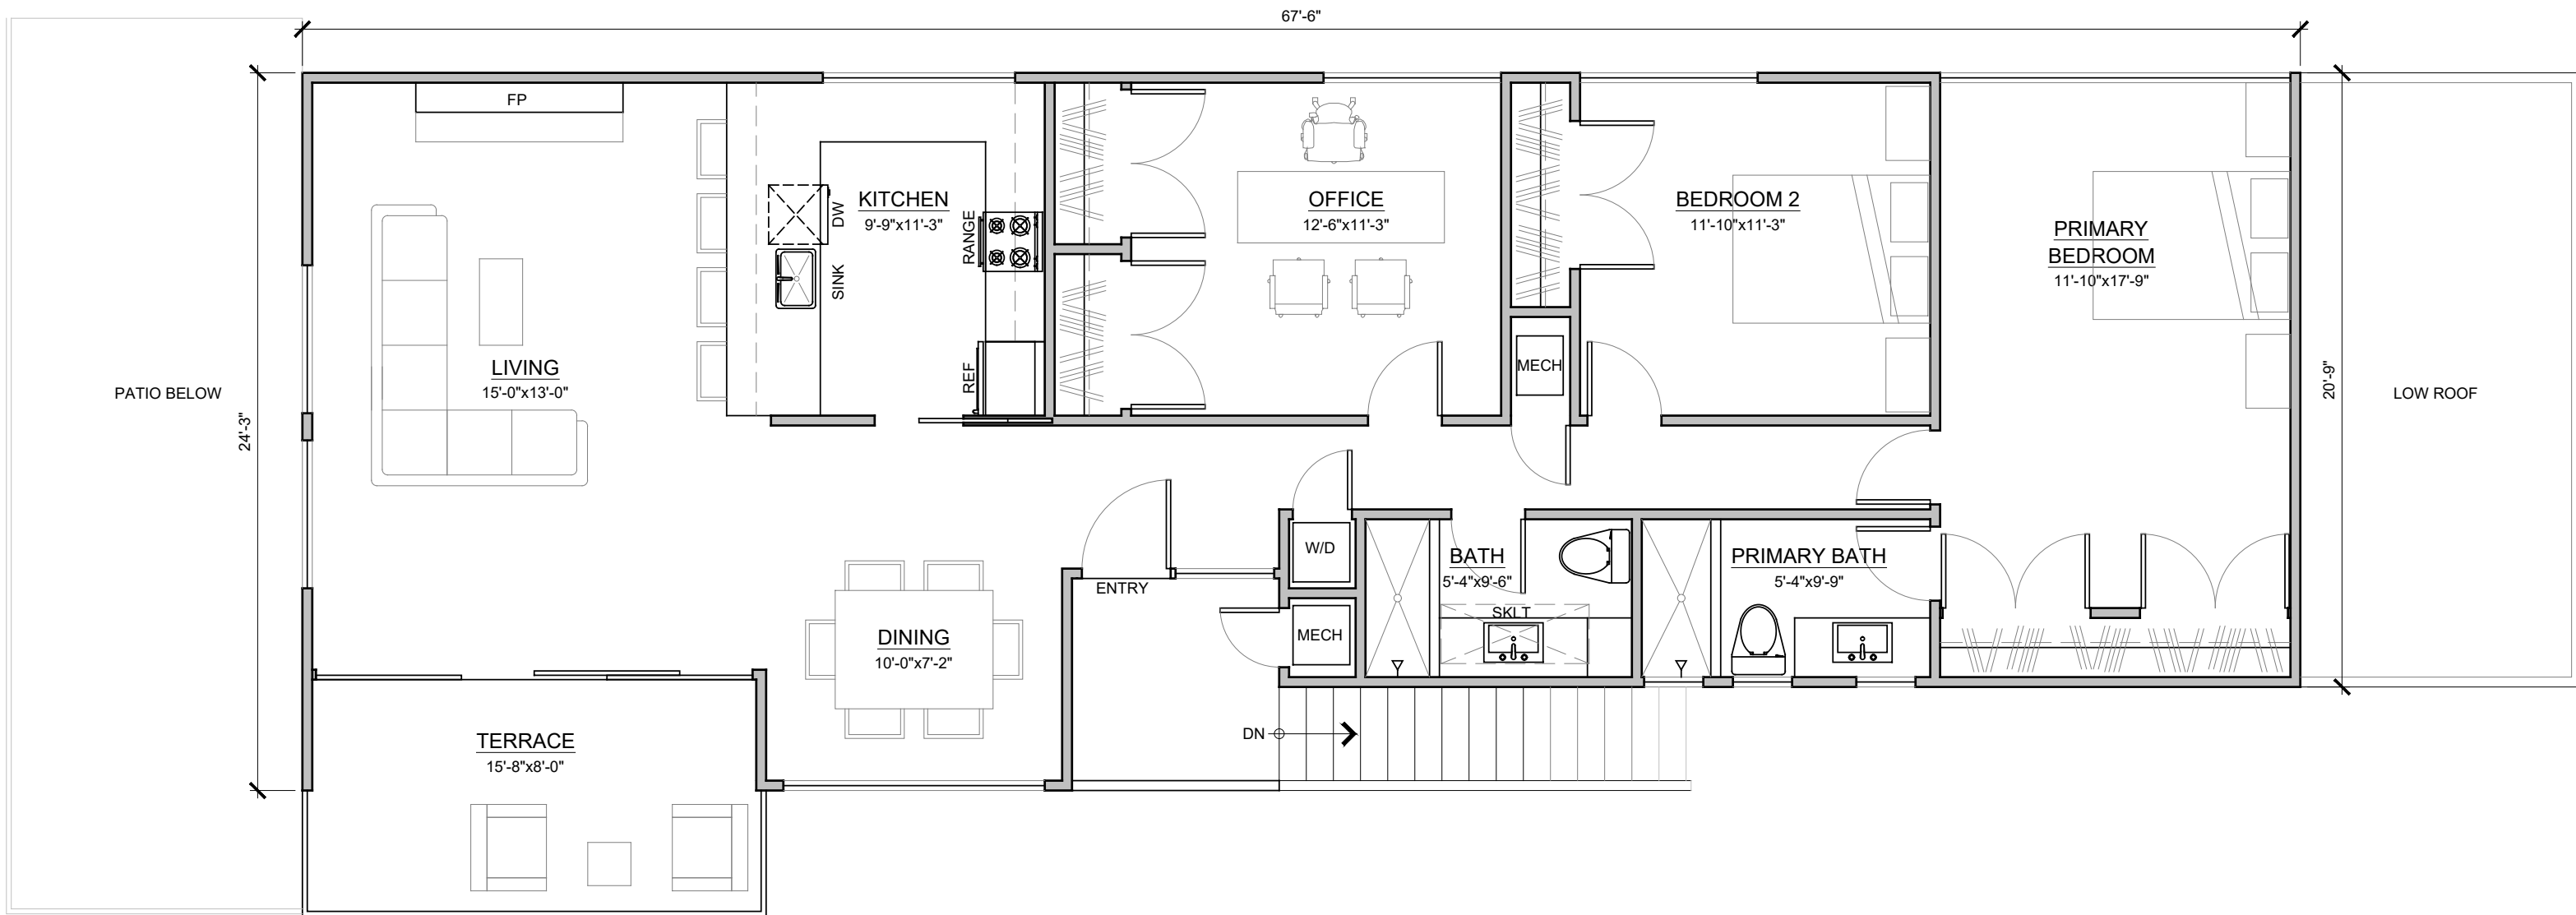 67'-6"
FP
KITCHEN
9'-9"x11'-3"
DW
SINK
RANGE
REF
OFFICE
12'-6"x11'-3"
BEDROOM 2
11'-10"x11'-3"
PRIMARY
BEDROOM
11'-10"x17'-9"
LIVING
15'-0"x13'-0"
MECH
PATIO BELOW
24'-3"
20'-9"
LOW ROOF
W/D
BATH
5'-4"x9'-6"
SKLT
PRIMARY BATH
5'-4"x9'-9"
ENTRY
MECH
DINING
10'-0"x7'-2"
TERRACE
15'-8"x8'-0"
DN